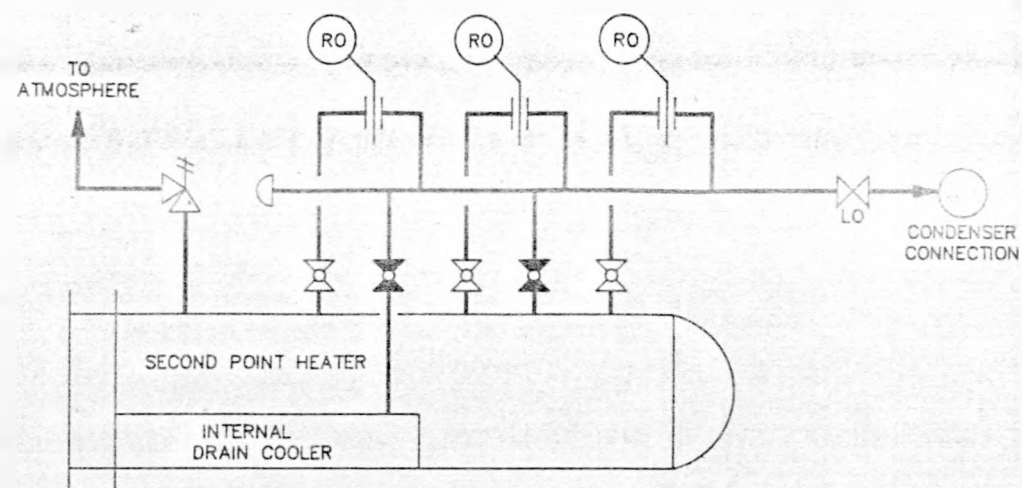 RO
RO
RO
TO
ATMOSPHERE
LO
CONDENSER
CONNECTION
SECOND POINT HEATER
INTERNAL
DRAIN COOLER